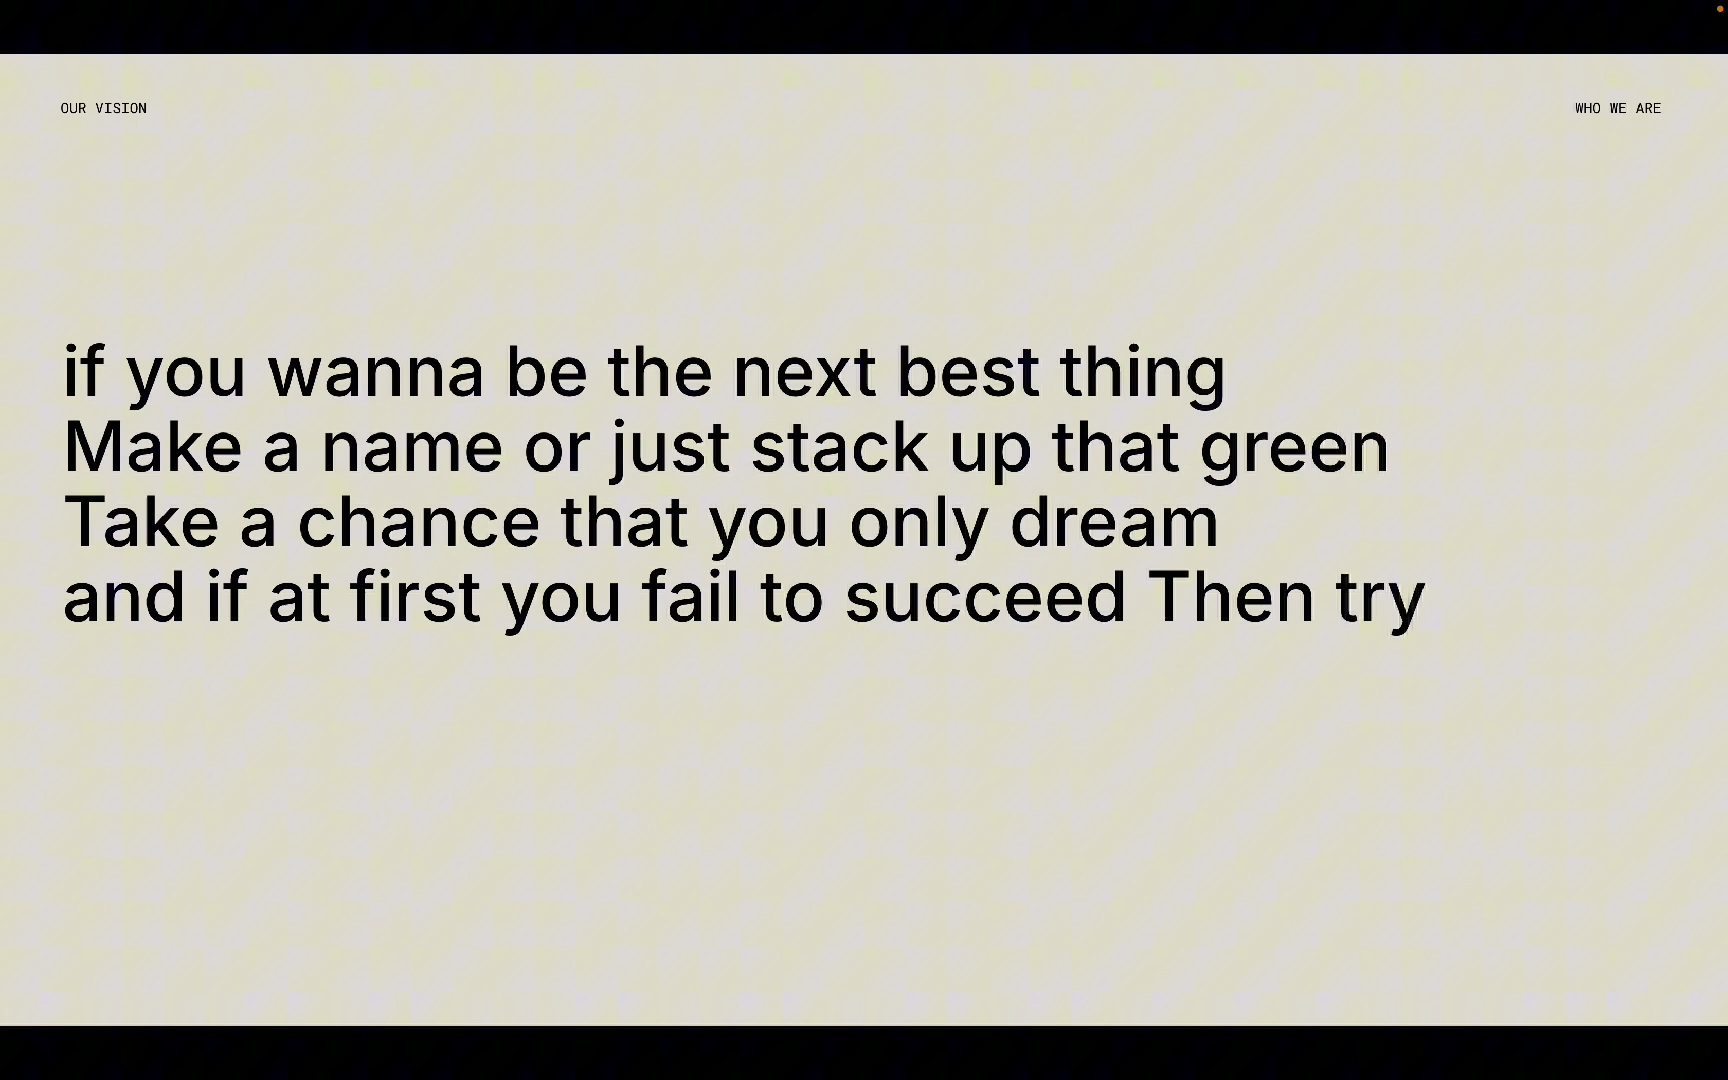 OUR VISION
WHO WE ARE
if you wanna be the next best thing
Make a name or just stack up that green
Take a chance that you only dream
and if at first you fail to succeed Then try